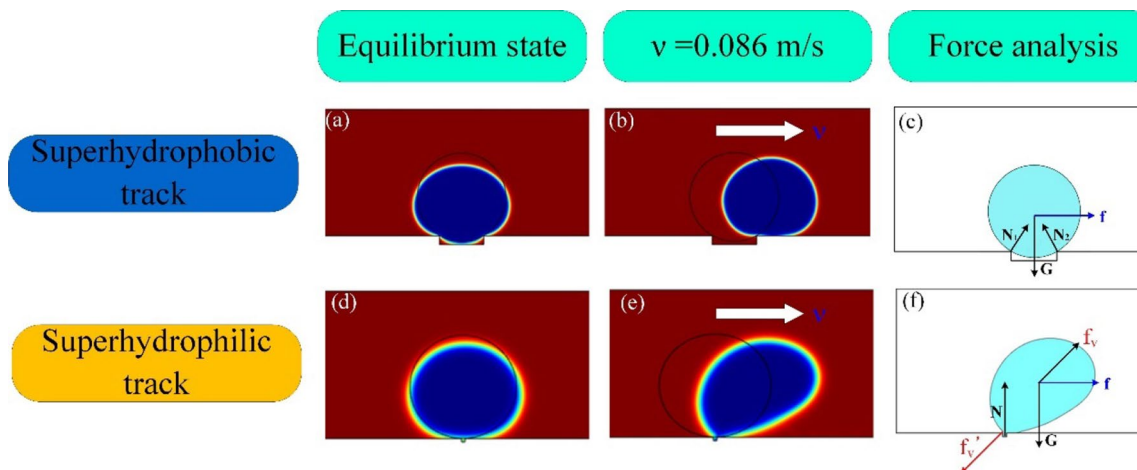 Equilibrium state
ν =0.086 m/s
Force analysis
Superhydrophobic
track
(a)
(b)
ν
(c)
f
N₁
N₂
G
Superhydrophilic
track
(d)
(e)
ν
(f)
fᵥ
f
N
G
fᵥ'